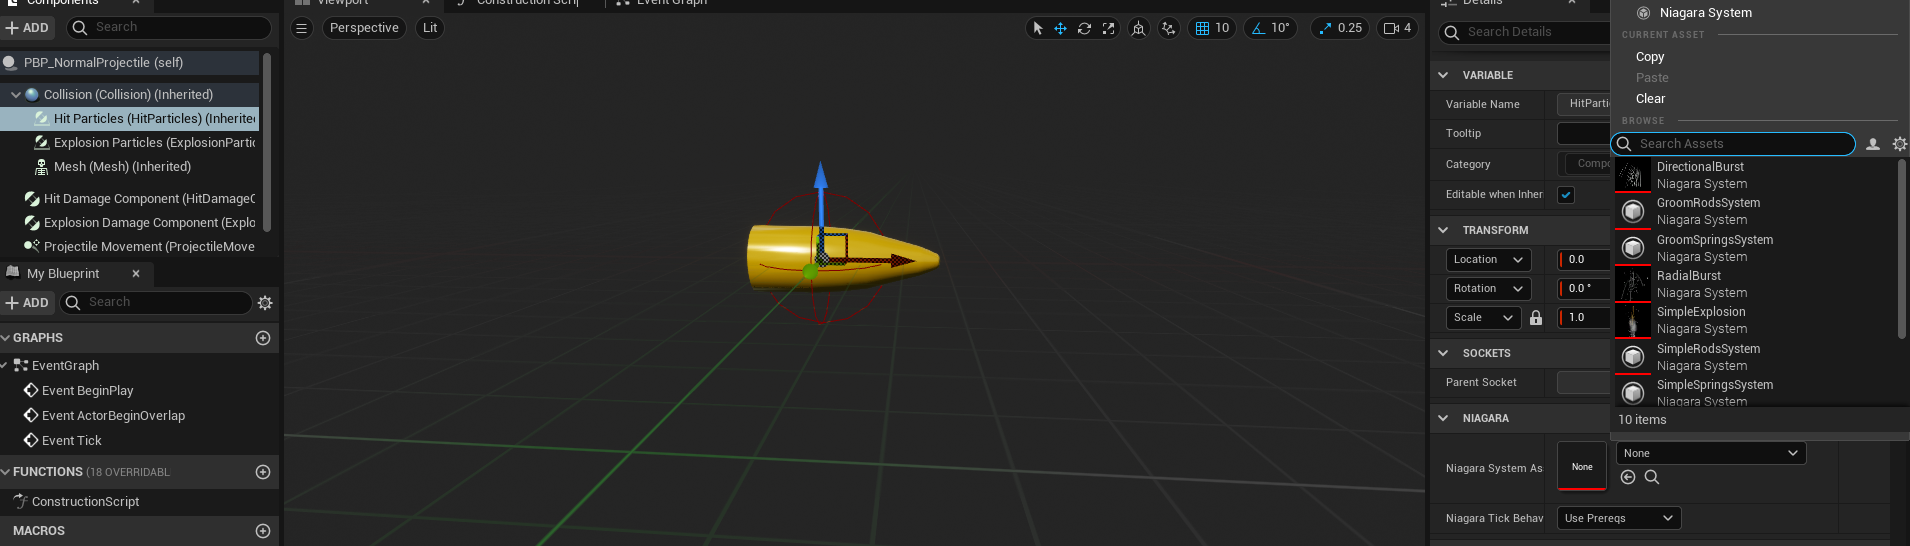 Components
ADD
Search
PBP_NormalProjectile (self)
Collision (Collision) (Inherited)
Hit Particles (HitParticles) (Inherite
Explosion Particles (ExplosionPartic
Mesh (Mesh) (Inherited)
Hit Damage Component (HitDamageC
Explosion Damage Component (Explo
Projectile Movement (ProjectileMove
My Blueprint
ADD
Search
GRAPHS
EventGraph
Event BeginPlay
Event ActorBeginOverlap
Event Tick
FUNCTIONS (18 OVERRIDABL
ConstructionScript
MACROS
Viewport
Construction Scrip
Event Graph
Perspective
Lit
10
10°
0.25
4
Details
Search Details
VARIABLE
Variable Name
HitParti
Tooltip
Category
Compo
Editable when Inher
TRANSFORM
Location
0.0
Rotation
0.0 °
Scale
1.0
SOCKETS
Parent Socket
NIAGARA
Niagara System As
None
None
Niagara Tick Behav
Use Prereqs
Niagara System
CURRENT ASSET
Copy
Paste
Clear
BROWSE
Search Assets
DirectionalBurst
Niagara System
GroomRodsSystem
Niagara System
GroomSpringsSystem
Niagara System
RadialBurst
Niagara System
SimpleExplosion
Niagara System
SimpleRodsSystem
Niagara System
SimpleSpringsSystem
Niagara System
10 items